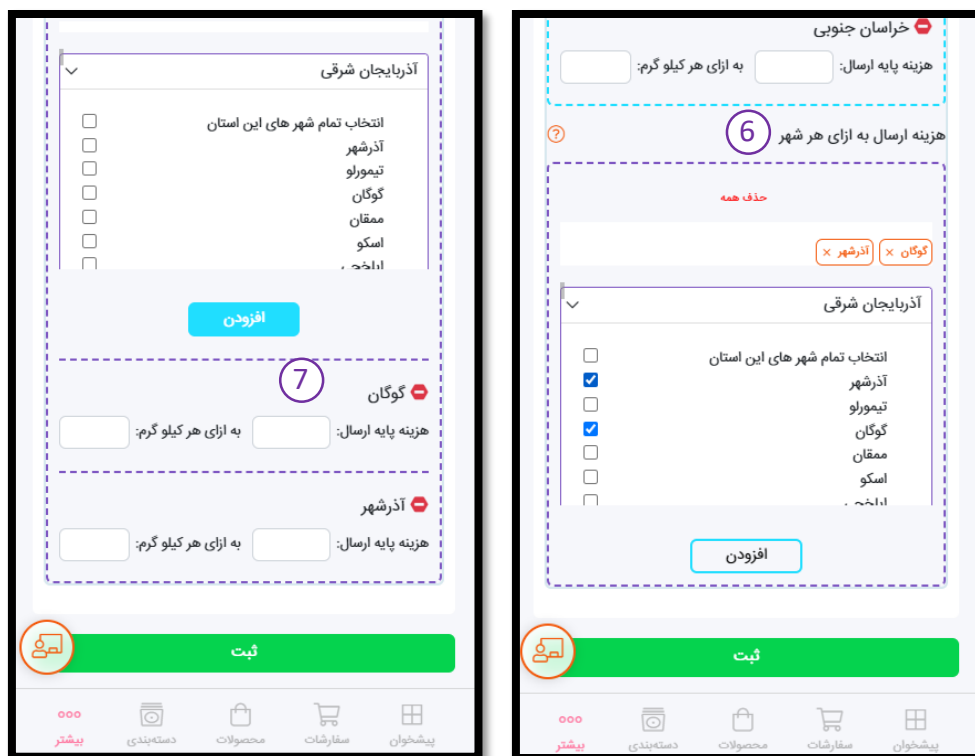 خراسان جنوبی
هزینه پایه ارسال: به ازای هر کیلو گرم:
هزینه ارسال به ازای هر شهر 6
حذف همه
گوگان × آذرشهر ×
آذربایجان شرقی
انتخاب تمام شهر های این استان
آذرشهر
تیمورلو
گوگان
ممقان
اسکو
افزودن
ثبت
پیشخوان سفارشات محصولات دسته‌بندی بیشتر
آذربایجان شرقی
انتخاب تمام شهر های این استان
آذرشهر
تیمورلو
گوگان
ممقان
اسکو
افزودن
7
گوگان
هزینه پایه ارسال: به ازای هر کیلو گرم:
آذرشهر
هزینه پایه ارسال: به ازای هر کیلو گرم:
ثبت
پیشخوان سفارشات محصولات دسته‌بندی بیشتر